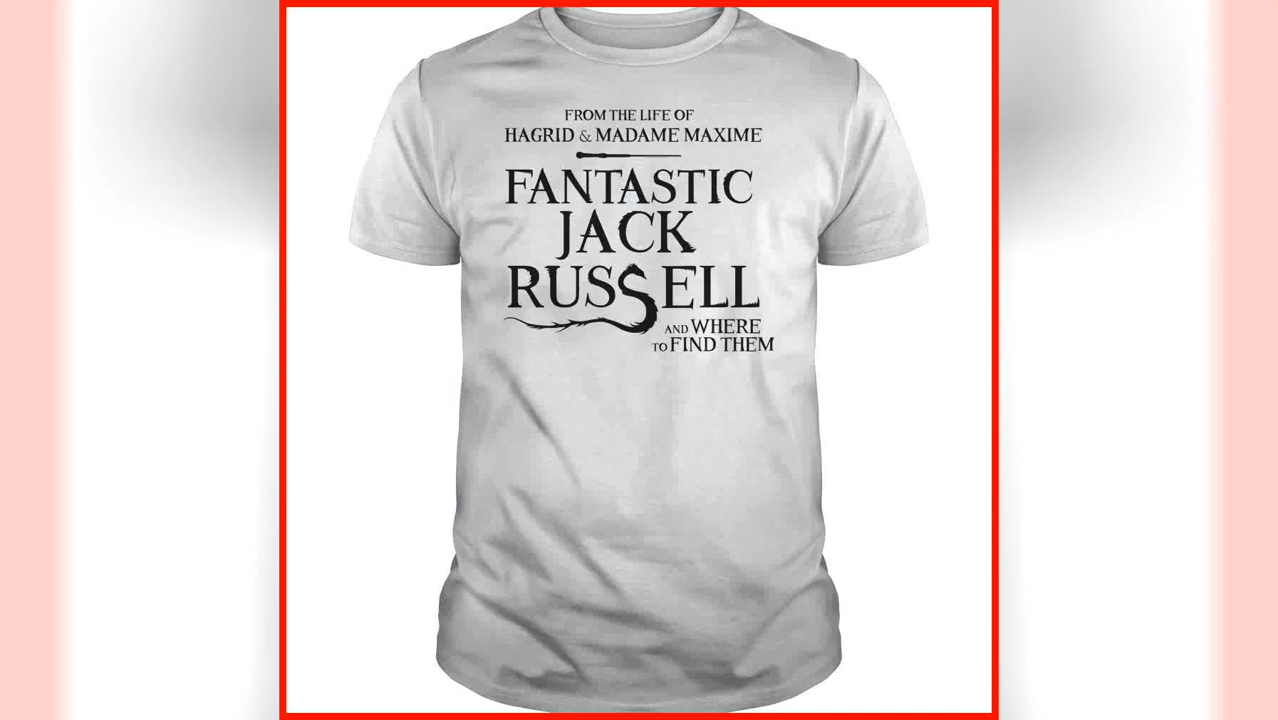 FROM THE LIFE OF
HAGRID & MADAME MAXIME
FANTASTIC
JACK
RUSSELL
AND WHERE
TO FIND THEM